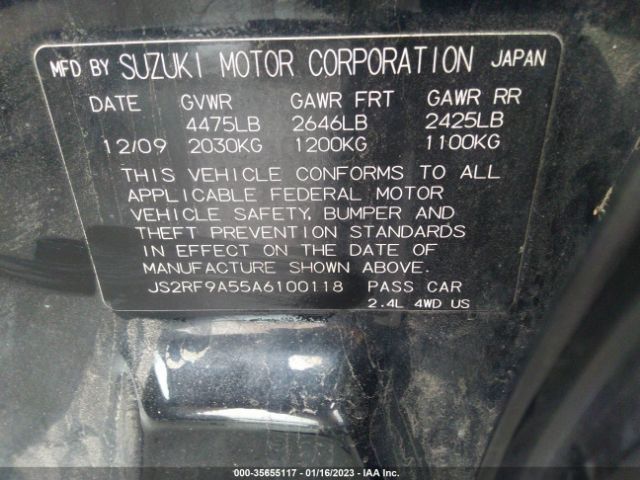 MFD BY SUZUKI MOTOR CORPORATION JAPAN
DATE GVWR GAWR FRT GAWR RR
4475LB 2646LB 2425LB
12/09 2030KG 1200KG 1100KG
THIS VEHICLE CONFORMS TO ALL
APPLICABLE FEDERAL MOTOR
VEHICLE SAFETY, BUMPER AND
THEFT PREVENTION STANDARDS
IN EFFECT ON THE DATE OF
MANUFACTURE SHOWN ABOVE.
JS2RF9A55A6100118 PASS CAR
2.4L 4WD US
000-35655117 - 01/16/2023 - IAA Inc.